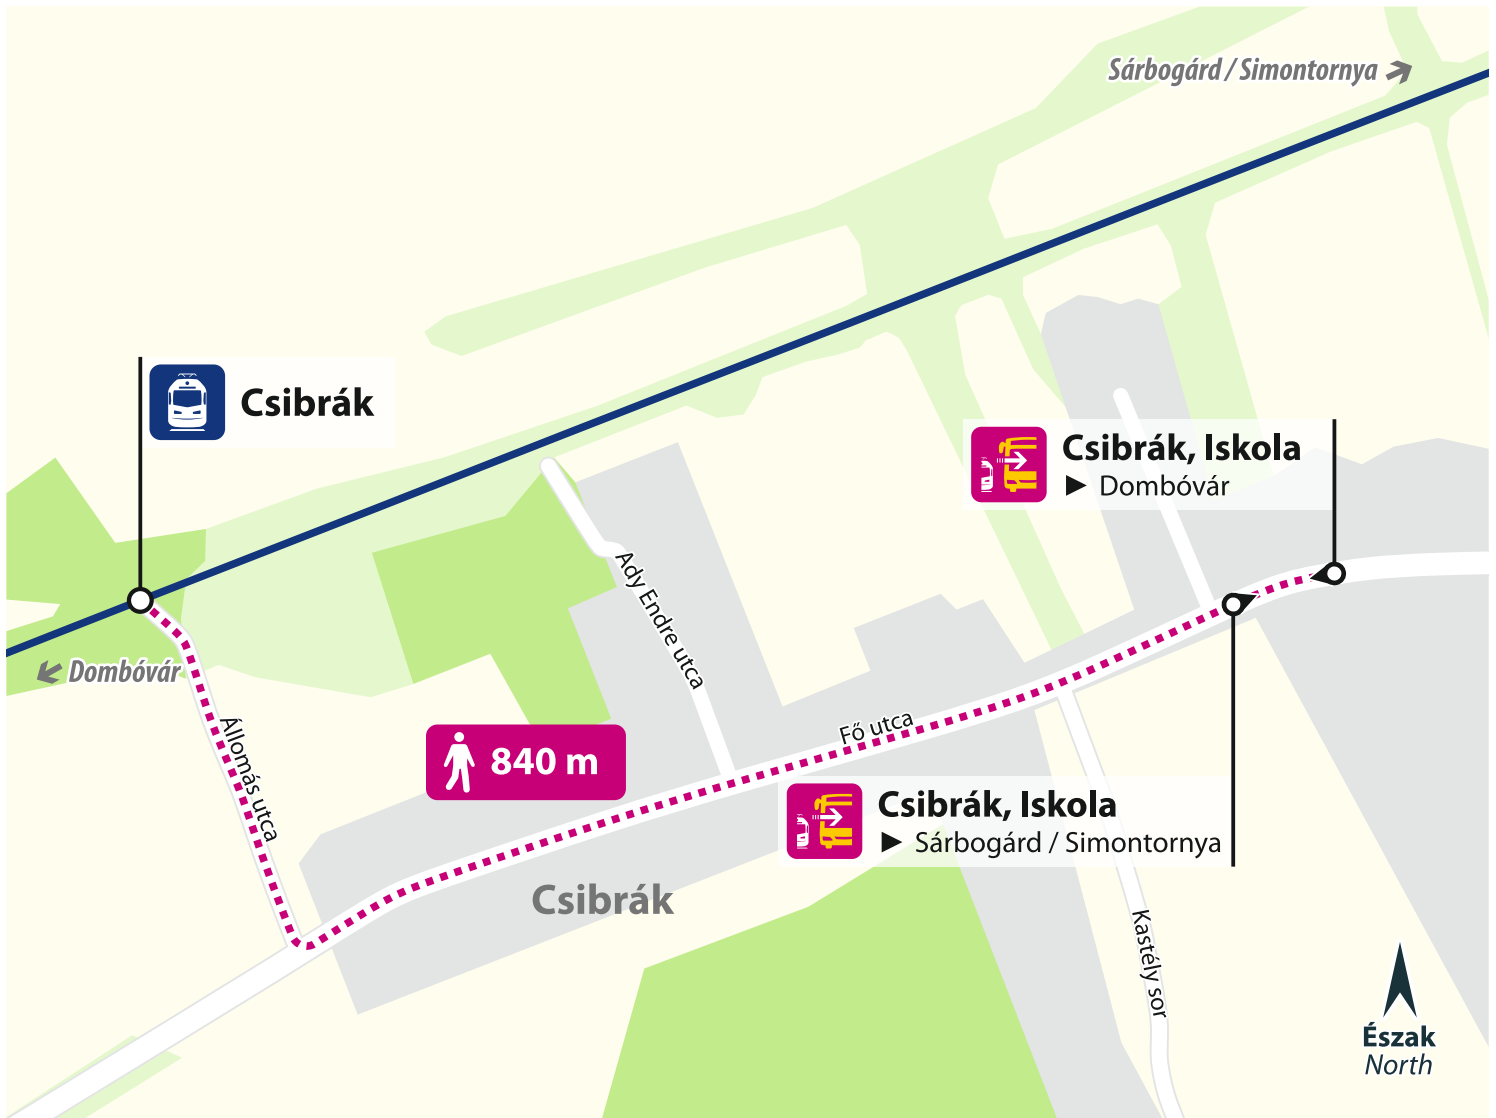 Sárbogárd / Simontornya
Csibrák
Csibrák, Iskola
► Dombóvár
Ady Endre utca
Dombóvár
Állomás utca
840 m
Fő utca
Csibrák, Iskola
► Sárbogárd / Simontornya
Csibrák
Kastély sor
Észak
North